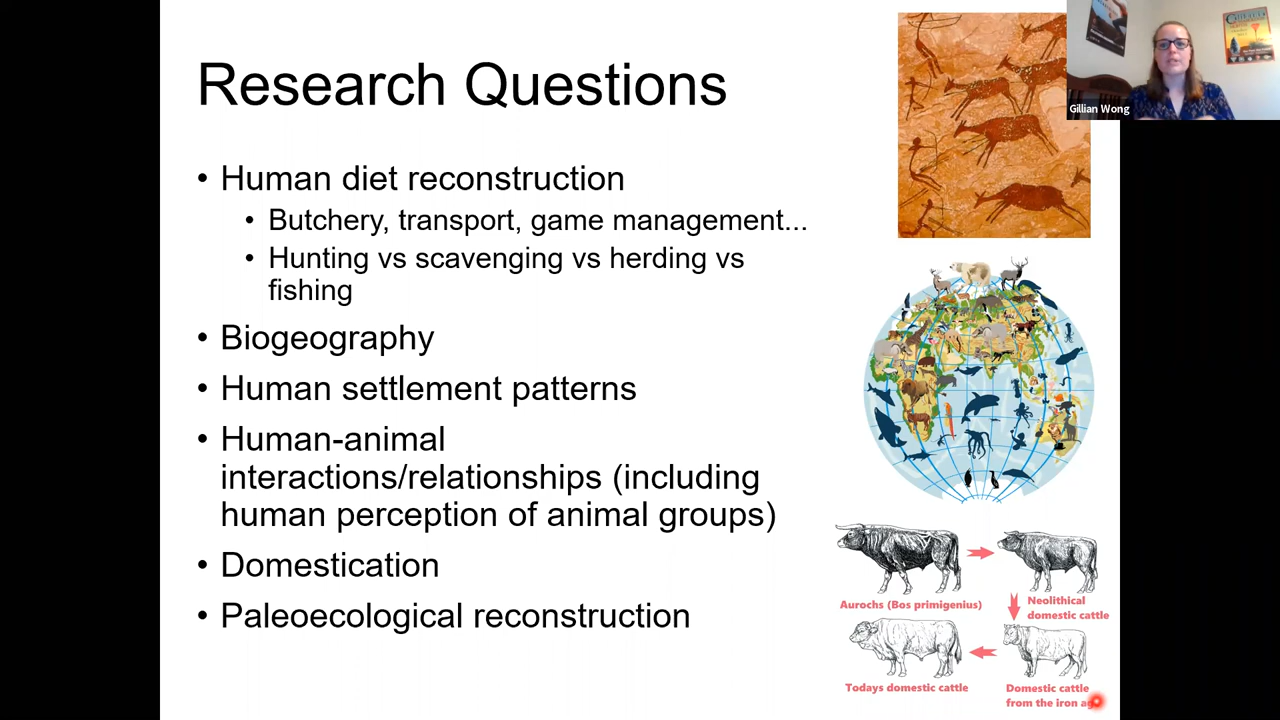 Research Questions
• Human diet reconstruction
• Butchery, transport, game management...
• Hunting vs scavenging vs herding vs
fishing
• Biogeography
• Human settlement patterns
• Human-animal
interactions/relationships (including
human perception of animal groups)
• Domestication
• Paleoecological reconstruction
Gillian Wong
Aurochs (Bos primigenius)
Neolithical
domestic cattle
Todays domestic cattle
Domestic cattle
from the iron